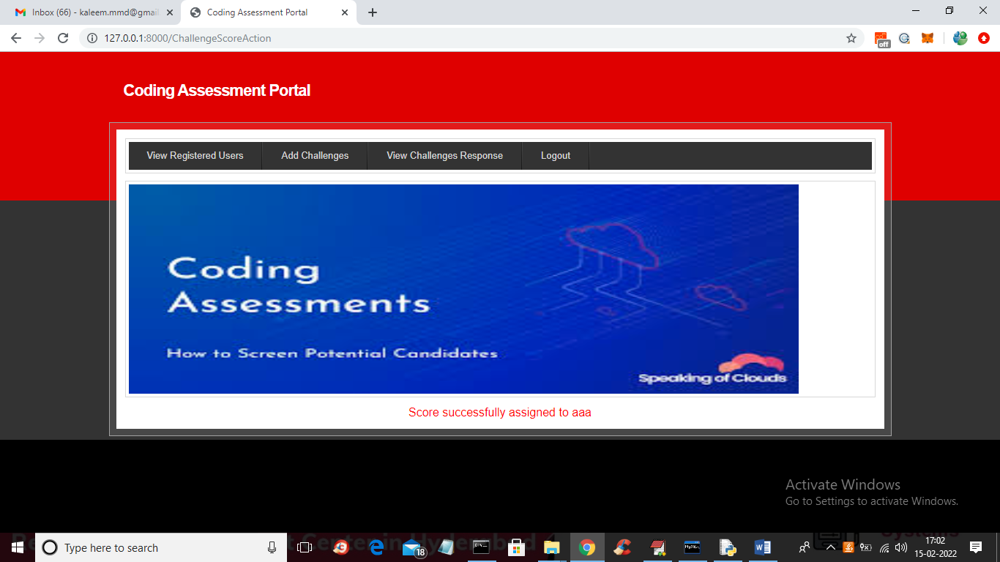 Inbox (66) - kaleem.mmd@gmai
Coding Assessment Portal
127.0.0.1:8000/ChallengeScoreAction
off
Coding Assessment Portal
View Registered Users
Add Challenges
View Challenges Response
Logout
Coding
Assessments
How to Screen Potential Candidates
Speaking of Clouds
Score successfully assigned to aaa
Activate Windows
Go to Settings to activate Windows.
Type here to search
18
17:02
15-02-2022